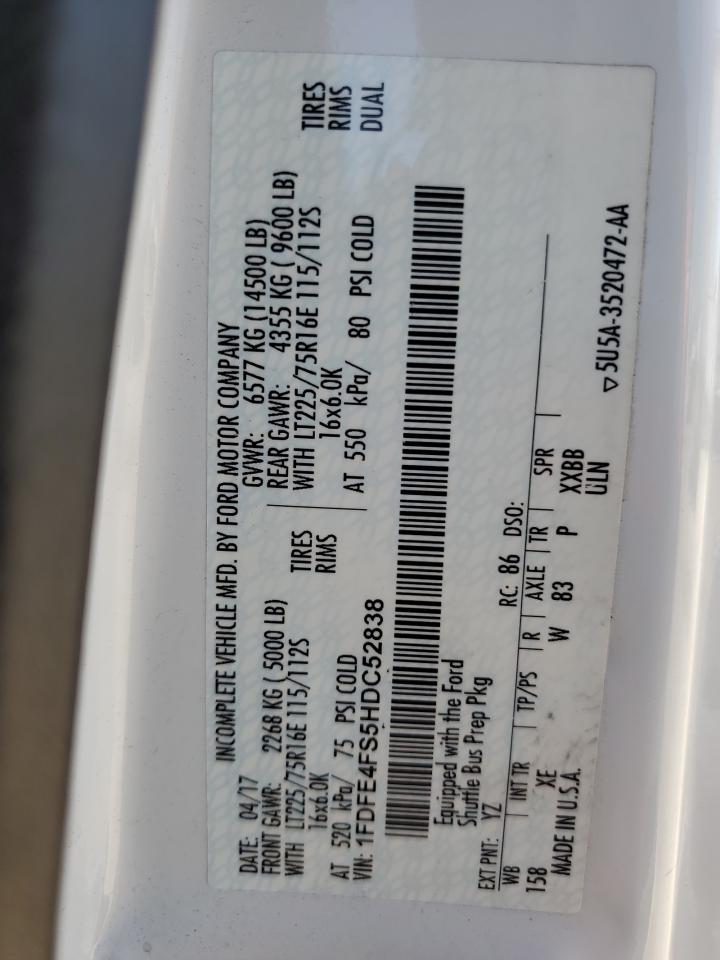 INCOMPLETE VEHICLE MFD. BY FORD MOTOR COMPANY
DATE: 04/17 GVWR: 6577 KG (14500 LB)
FRONT GAWR: 2268 KG (5000 LB) REAR GAWR: 4355 KG (9600 LB)
WITH LT225/75R16E 115/112S TIRES WITH LT225/75R16E 115/112S TIRES
16x6.0K RIMS 16x6.0K RIMS
AT 520 kPa/ 75 PSI COLD AT 550 kPa/ 80 PSI COLD DUAL
VIN: 1FDFE4FS5HDC52838
Equipped with the Ford
Shuttle Bus Prep Pkg
EXT PNT: YZ RC: 86 DSO:
WB INT TR TP/PS R AXLE TR SPR
158 XE W 83 P XXBB
MADE IN U.S.A. ULN
▽5U5A-3520472-AA